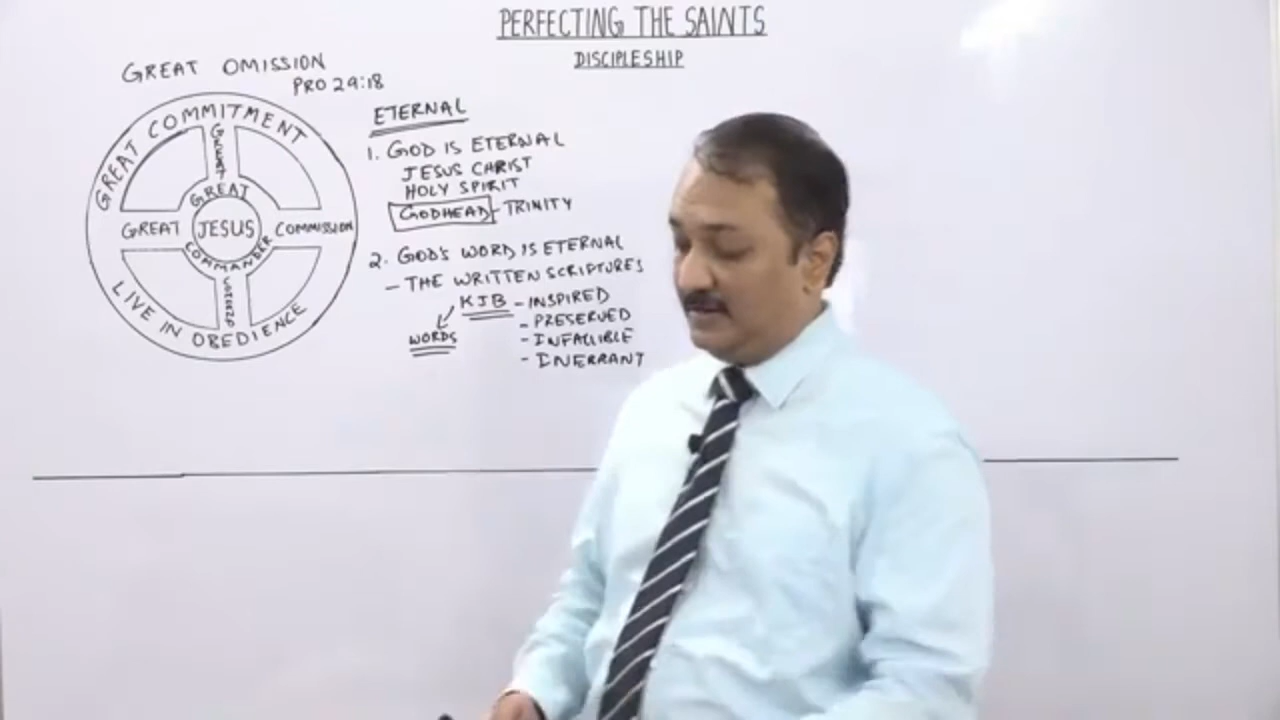 PERFECTING THE SAINTS
DISCIPLESHIP
GREAT OMISSION
PRO 29:18
GREAT COMMITMENT
GREAT
GREAT
GREAT JESUS COMMISSION
COMMANDER
LIVE IN OBEDIENCE
ETERNAL
1. GOD IS ETERNAL
JESUS CHRIST
HOLY SPIRIT
GODHEAD - TRINITY
2. GOD'S WORD IS ETERNAL
- THE WRITTEN SCRIPTURES
KJB - INSPIRED
- PRESERVED
WORDS - INFALLIBLE
- INERRANT